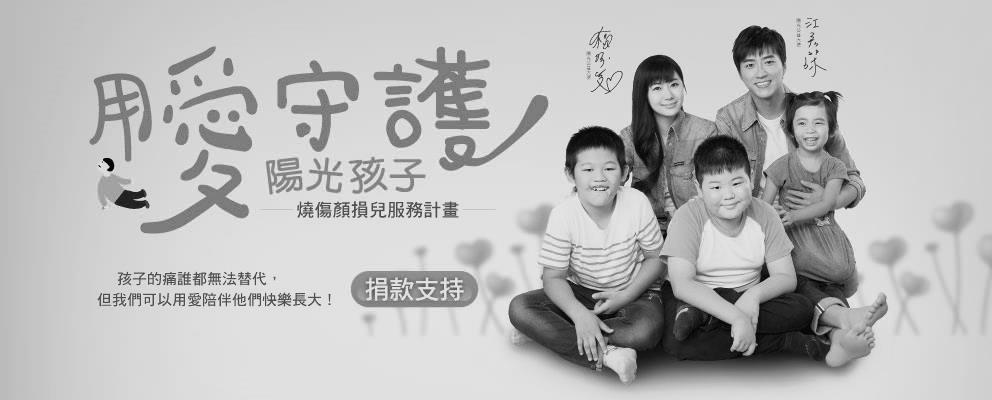 用愛守護
陽光孩子
燒傷顏損兒服務計畫
孩子的痛誰都無法替代，
但我們可以用愛陪伴他們快樂長大！
捐款支持